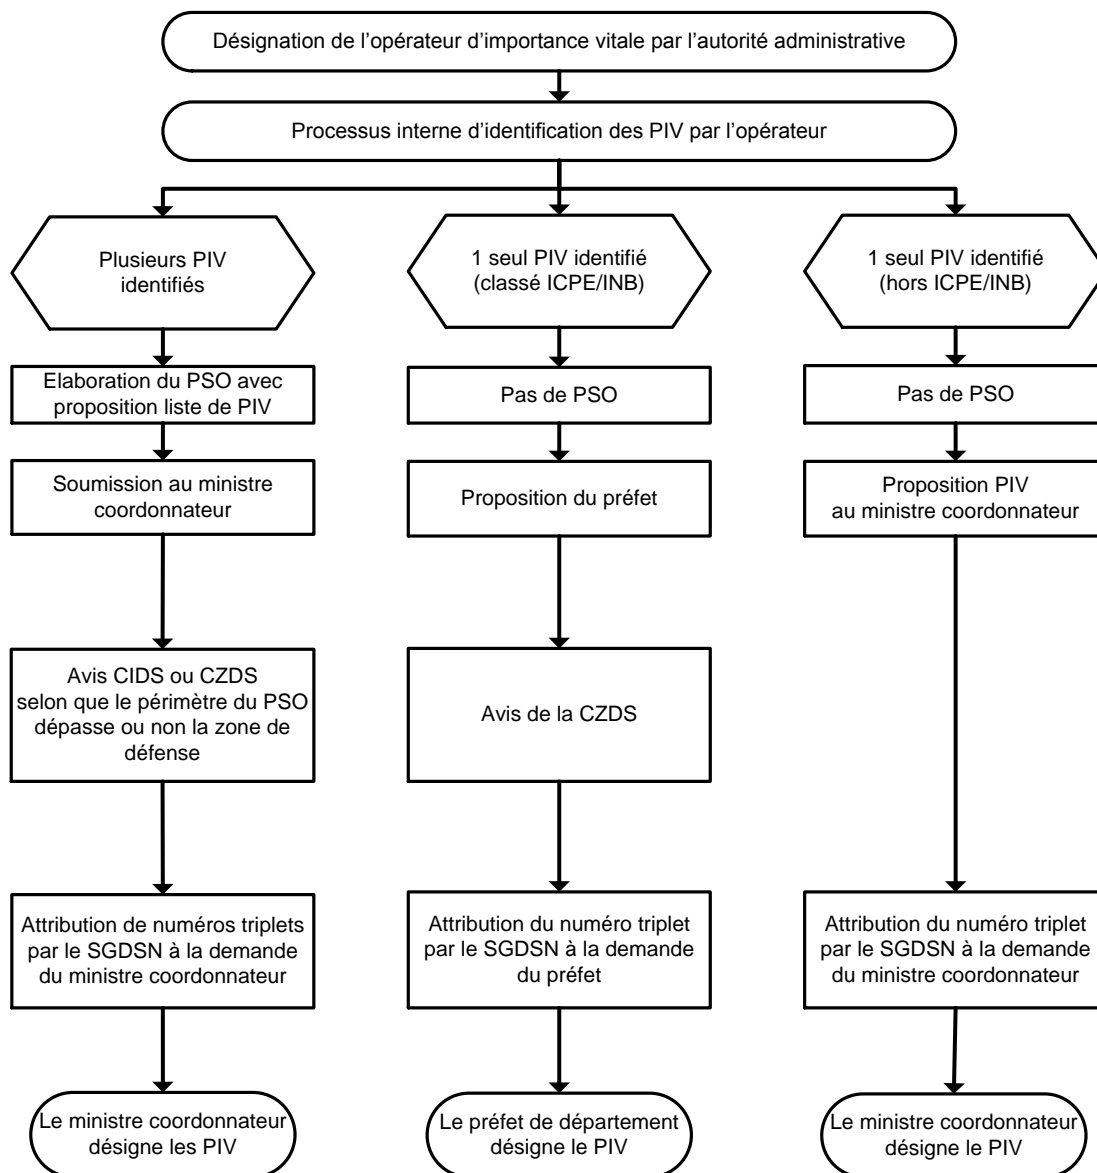 Désignation de l’opérateur d’importance vitale par l’autorité administrative
Processus interne d’identification des PIV par l’opérateur
Plusieurs PIV
identifiés
1 seul PIV identifié
(classé ICPE/INB)
1 seul PIV identifié
(hors ICPE/INB)
Elaboration du PSO avec
proposition liste de PIV
Pas de PSO
Pas de PSO
Soumission au ministre
coordonnateur
Proposition du préfet
Proposition PIV
au ministre coordonnateur
Avis CIDS ou CZDS
selon que le périmètre du PSO
dépasse ou non la zone de
défense
Avis de la CZDS
Attribution de numéros triplets
par le SGDSN à la demande
du ministre coordonnateur
Attribution du numéro triplet
par le SGDSN à la demande
du préfet
Attribution du numéro triplet
par le SGDSN à la demande
du ministre coordonnateur
Le ministre coordonnateur
désigne les PIV
Le préfet de département
désigne le PIV
Le ministre coordonnateur
désigne le PIV